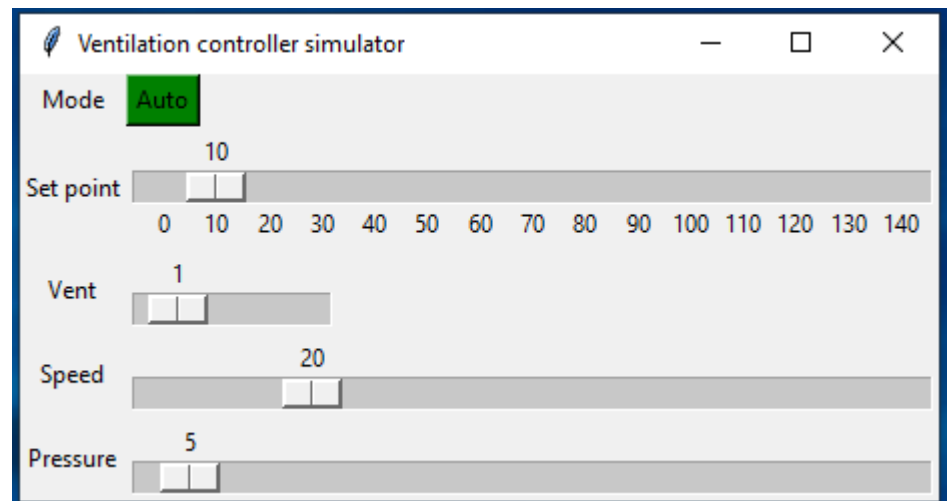 Ventilation controller simulator
Mode Auto
10
Set point
0 10 20 30 40 50 60 70 80 90 100 110 120 130 140
1
Vent
20
Speed
5
Pressure